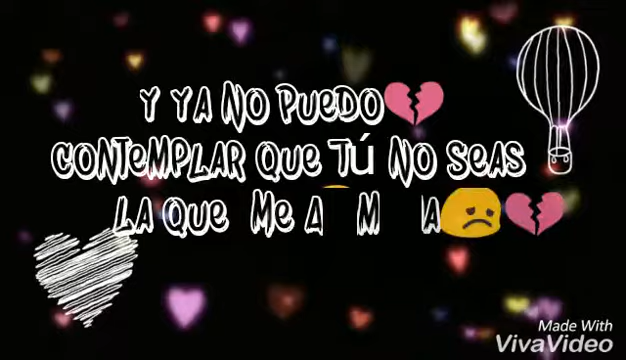 Y YA NO PUEDO💔
CONTEMPLAR QUE TÚ NO SEAS
LA QUE ME A M A😞💔
Made With
VivaVideo